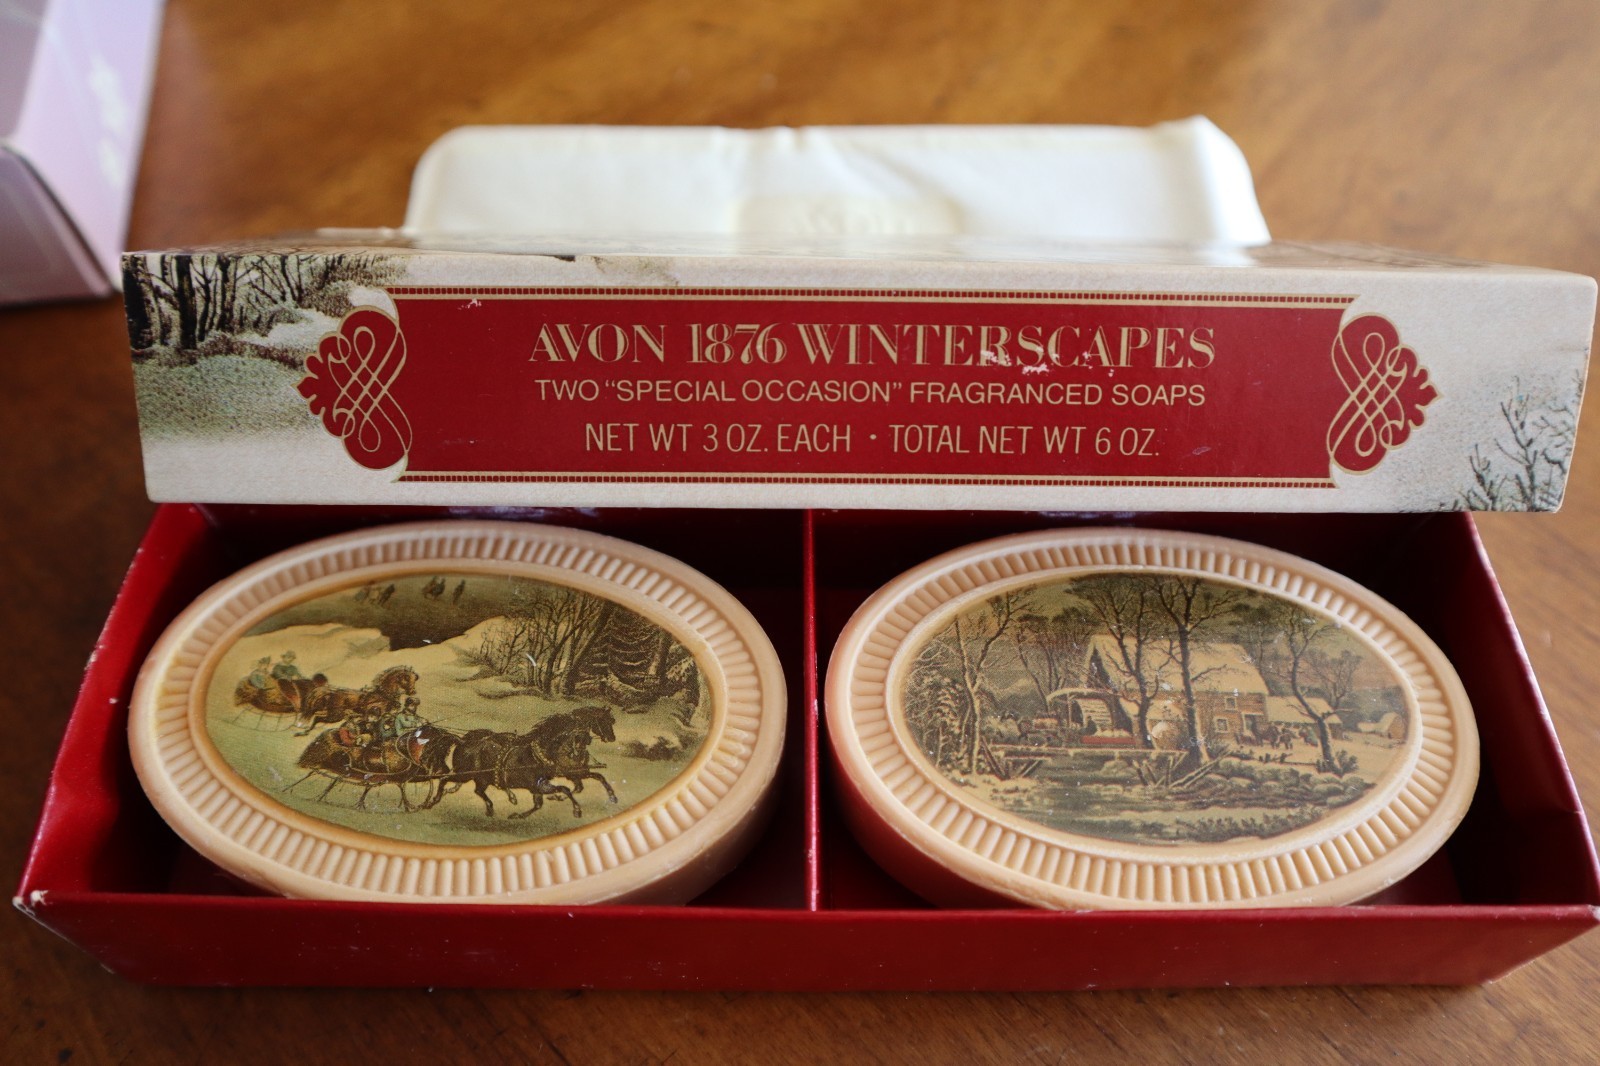 AVON 1876 WINTERSCAPES
TWO “SPECIAL OCCASION” FRAGRANCED SOAPS
NET WT 3 OZ. EACH • TOTAL NET WT 6 OZ.